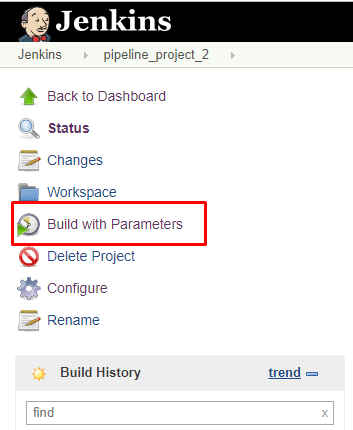 Jenkins
Jenkins pipeline_project_2
Back to Dashboard
Status
Changes
Workspace
Build with Parameters
Delete Project
Configure
Rename
Build History trend
find x